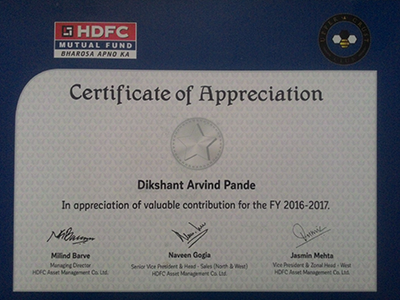 HDFC
MUTUAL FUND
BHAROSA APNO KA
Certificate of Appreciation
Dikshant Arvind Pande
In appreciation of valuable contribution for the FY 2016-2017.
Milind Barve
Managing Director
HDFC Asset Management Co. Ltd.
Naveen Gogia
Senior Vice President & Head - Sales (North & West)
HDFC Asset Management Co. Ltd.
Jasmin Mehta
Vice President & Zonal Head - West
HDFC Asset Management Co. Ltd.